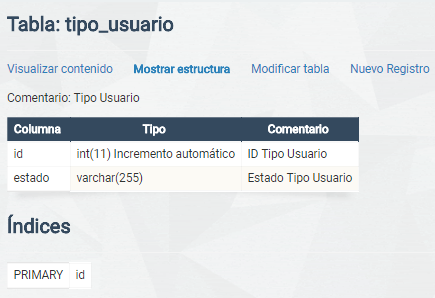 Tabla: tipo_usuario
Visualizar contenido Mostrar estructura Modificar tabla Nuevo Registro
Comentario: Tipo Usuario
Columna Tipo Comentario
id int(11) Incremento automático ID Tipo Usuario
estado varchar(255) Estado Tipo Usuario
Índices
PRIMARY id